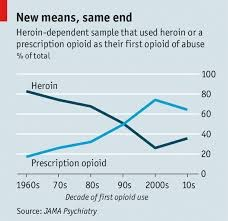 New means, same end
Heroin-dependent sample that used heroin or a
prescription opioid as their first opioid of abuse
% of total
100
Heroin
80
60
40
Prescription opioid
20
0
1960s 70s 80s 90s 2000s 10s
Decade of first opioid use
Source: JAMA Psychiatry